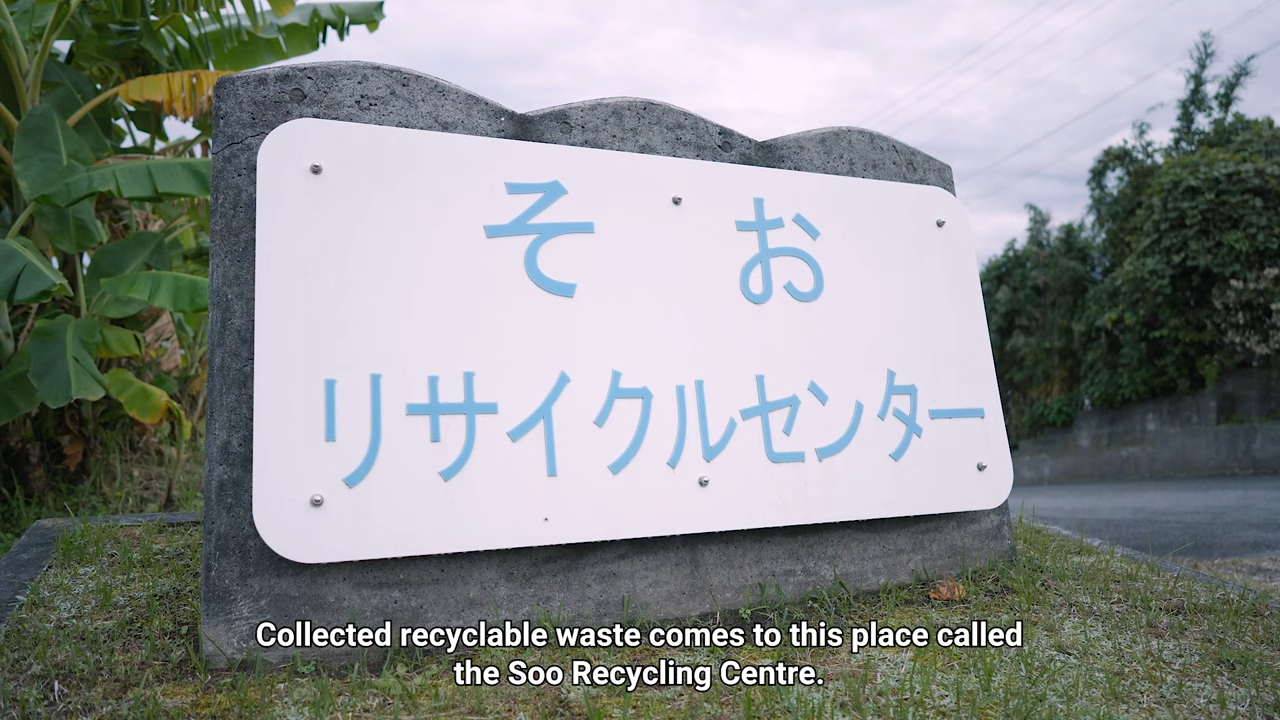 そお
リサイクルセンター
Collected recyclable waste comes to this place called
the Soo Recycling Centre.